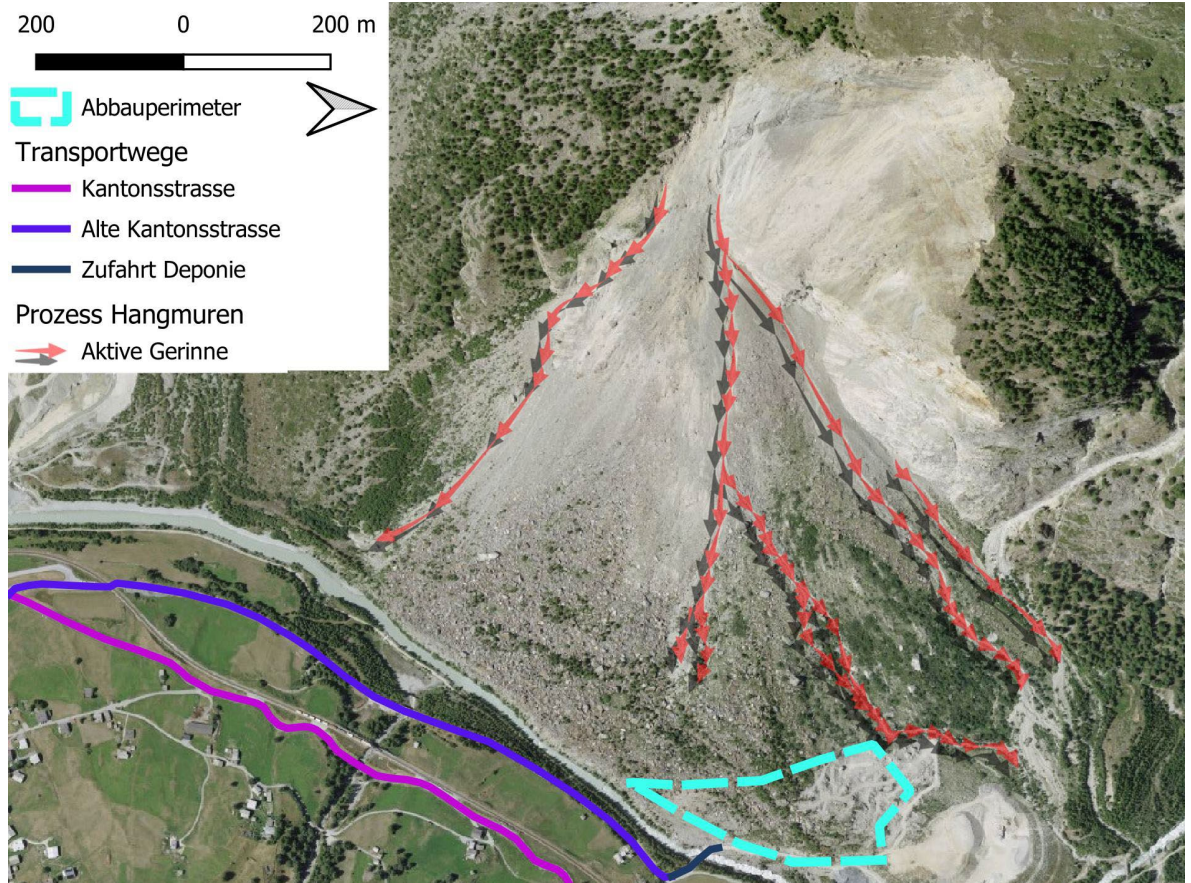 200 0 200 m
Abbauperimeter
Transportwege
Kantonsstrasse
Alte Kantonsstrasse
Zufahrt Deponie
Prozess Hangmuren
Aktive Gerinne